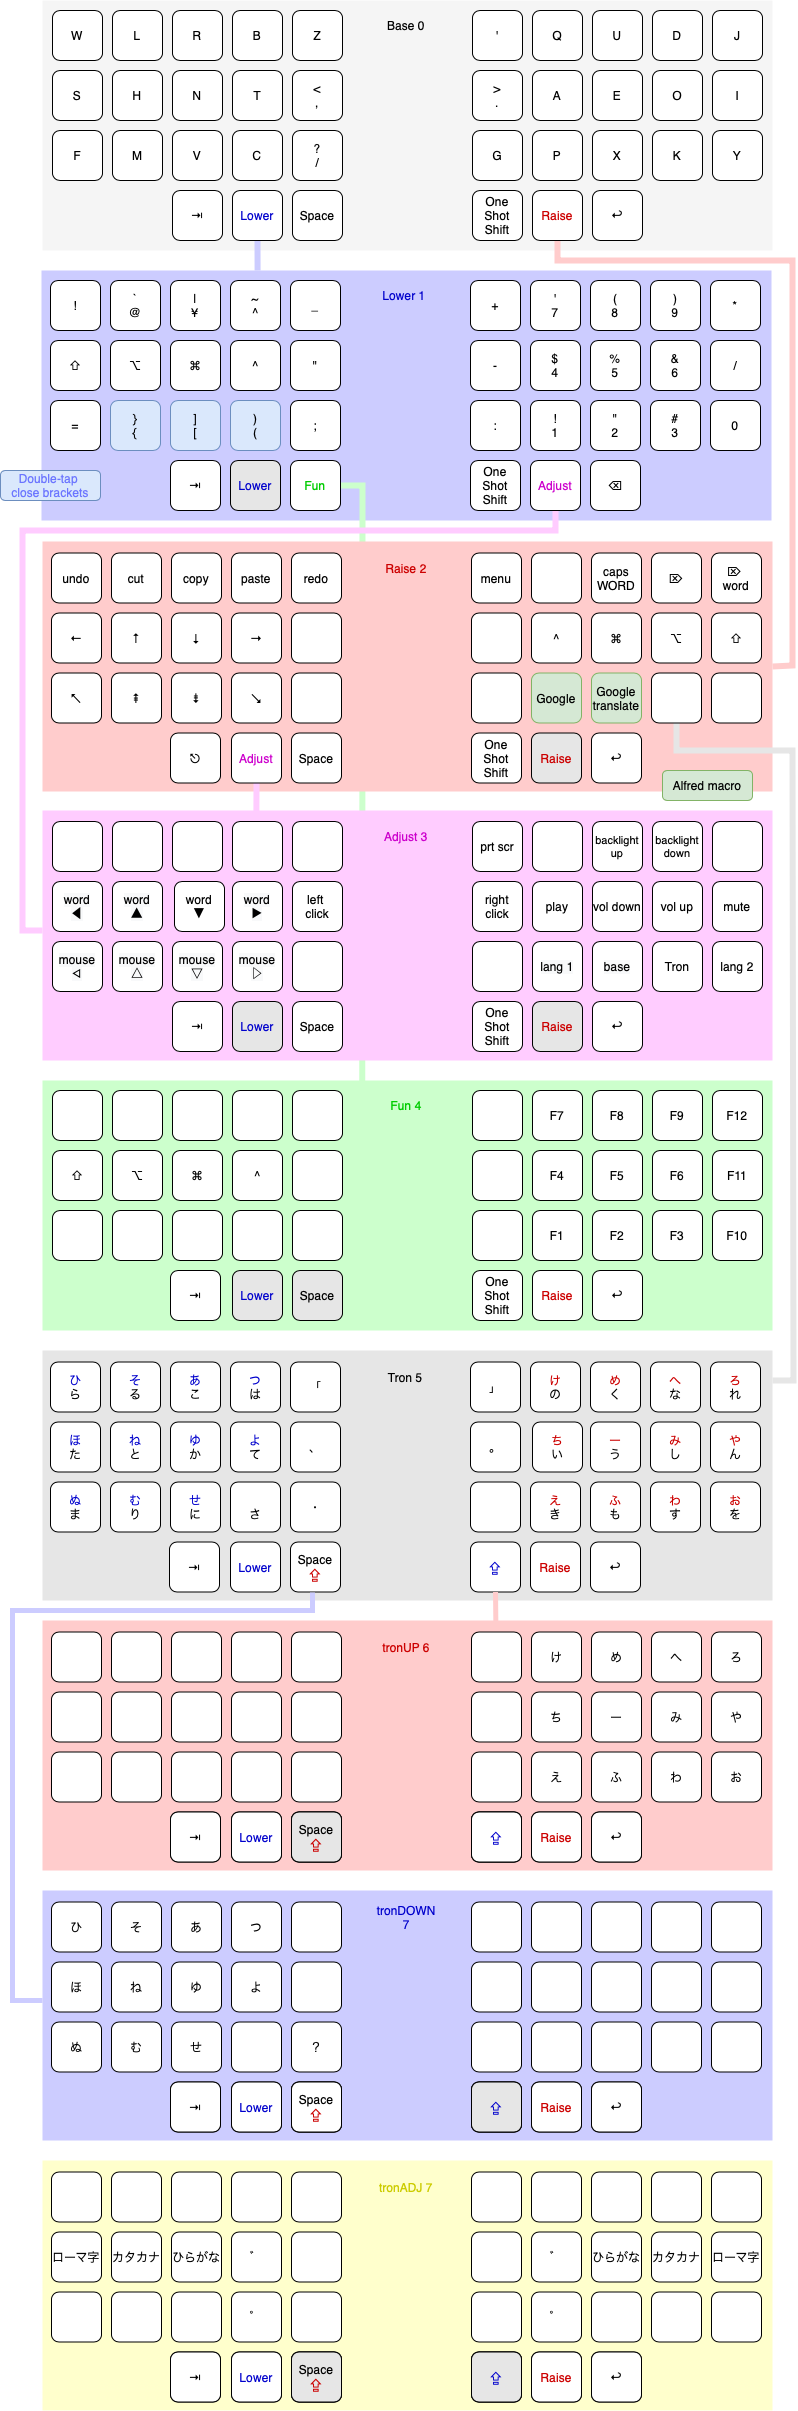 W L R B Z Base 0 ' Q U D J
S H N T < , > . A E O I
F M V C ? / G P X K Y
⇥ Lower Space One Shot Shift Raise ↩
Lower 1
! ` @ | ¥ ~ ^ _ + ' 7 ( 8 ) 9 *
⇧ ⌥ ⌘ ^ " - $ 4 % 5 & 6 /
= } { ] [ ) ( ; : ! 1 " 2 # 3 0
Double-tap
close brackets
⇥ Lower Fun One Shot Shift Adjust ⌫
Raise 2
undo cut copy paste redo menu caps WORD ⌦ ⌦ word
← ↑ ↓ → ^ ⌘ ⌥ ⇧
↖ ⇞ ⇟ ↘ Google Google translate
⎋ Adjust Space One Shot Shift Raise ↩
Alfred macro
Adjust 3
prt scr backlight up backlight down
word ◀ word ▲ word ▼ word ▶ left click right click play vol down vol up mute
mouse ◁ mouse △ mouse ▽ mouse ▷ lang 1 base Tron lang 2
⇥ Lower Space One Shot Shift Raise ↩
Fun 4
F7 F8 F9 F12
⇧ ⌥ ⌘ ^ F4 F5 F6 F11
F1 F2 F3 F10
⇥ Lower Space One Shot Shift Raise ↩
Tron 5
ひ ら そ る あ こ つ は 「 」 け の め く へ な ろ れ
ほ た ね と ゆ か よ て 、 。 ち い ー う み し や ん
ぬ ま む り せ に さ ・ え き ふ も わ す お を
⇥ Lower Space ⇪ ⇪ Raise ↩
tronUP 6
け め へ ろ
ち ー み や
え ふ わ お
⇥ Lower Space ⇪ ⇪ Raise ↩
tronDOWN
7
ひ そ あ つ
ほ ね ゆ よ
ぬ む せ ?
⇥ Lower Space ⇪ ⇪ Raise ↩
tronADJ 7
ローマ字 カタカナ ひらがな ゛ ゛ ひらがな カタカナ ローマ字
゜ ゜
⇥ Lower Space ⇪ ⇪ Raise ↩